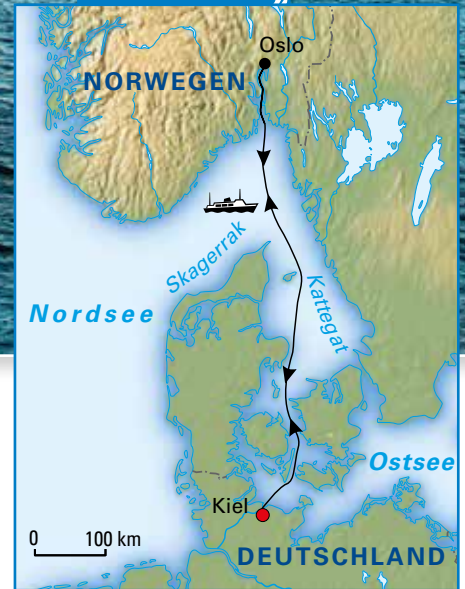 Oslo
NORWEGEN
Skagerrak
Kattegat
Nordsee
Ostsee
Kiel
0 100 km
DEUTSCHLAND